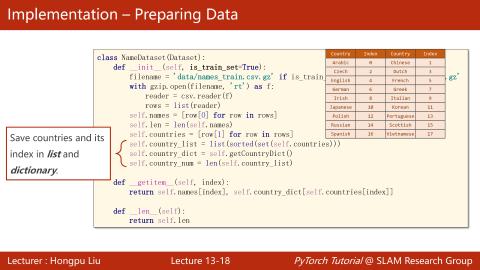 Implementation – Preparing Data
class NameDataset(Dataset):
def __init__(self, is_train_set=True):
filename = 'data/names_train.csv.gz' if is_train_
.gz'
with gzip.open(filename, 'rt') as f:
reader = csv.reader(f)
rows = list(reader)
self.names = [row[0] for row in rows]
self.len = len(self.names)
self.countries = [row[1] for row in rows]
self.country_list = list(sorted(set(self.countries)))
self.country_dict = self.getCountryDict()
self.country_num = len(self.country_list)
def __getitem__(self, index):
return self.names[index], self.country_dict[self.countries[index]]
def __len__(self):
return self.len
Country Index Country Index
Arabic 0 Chinese 1
Czech 2 Dutch 3
English 4 French 5
German 6 Greek 7
Irish 8 Italian 9
Japanese 10 Korean 11
Polish 12 Portuguese 13
Russian 14 Scottish 15
Spanish 16 Vietnamese 17
Save countries and its
index in list and
dictionary.
Lecturer : Hongpu Liu
Lecture 13-18
PyTorch Tutorial @ SLAM Research Group